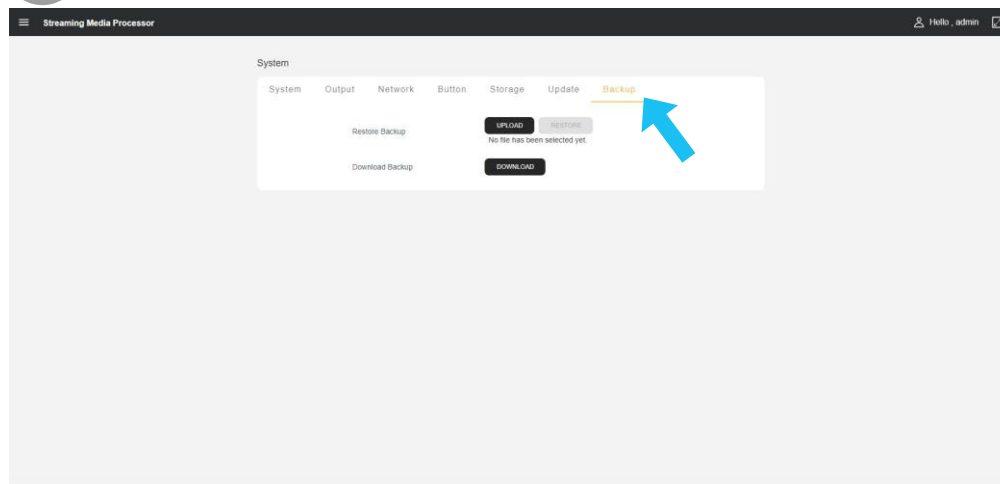 Streaming Media Processor
Hello , admin
System
System Output Network Button Storage Update Backup
Restore Backup
UPLOAD RESTORE
No file has been selected yet.
Download Backup
DOWNLOAD